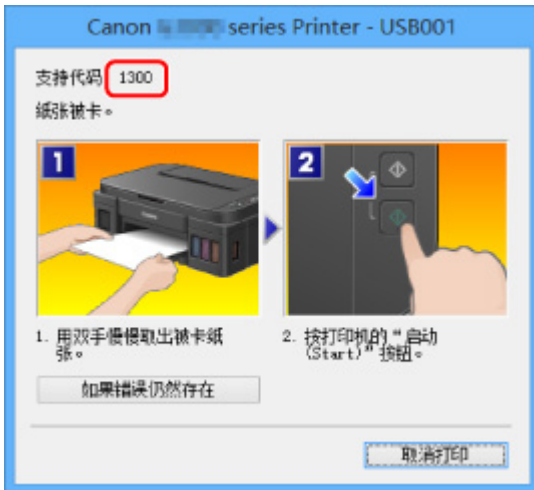 Canon series Printer - USB001
支持代码 1300
纸张被卡。
1
2
1. 用双手慢慢取出被卡纸
张。
2. 按打印机的“启动
(Start)”按钮。
如果错误仍然存在
取消打印